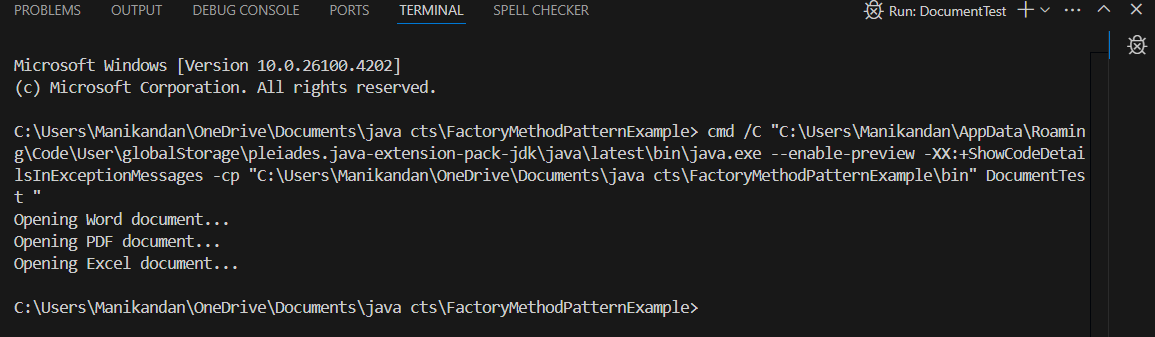 PROBLEMS OUTPUT DEBUG CONSOLE PORTS TERMINAL SPELL CHECKER Run: DocumentTest
Microsoft Windows [Version 10.0.26100.4202]
(c) Microsoft Corporation. All rights reserved.
C:\Users\Manikandan\OneDrive\Documents\java cts\FactoryMethodPatternExample> cmd /C "C:\Users\Manikandan\AppData\Roamin
g\Code\User\globalStorage\pleiades.java-extension-pack-jdk\java\latest\bin\java.exe --enable-preview -XX:+ShowCodeDetai
lsInExceptionMessages -cp "C:\Users\Manikandan\OneDrive\Documents\java cts\FactoryMethodPatternExample\bin" DocumentTes
t "
Opening Word document...
Opening PDF document...
Opening Excel document...
C:\Users\Manikandan\OneDrive\Documents\java cts\FactoryMethodPatternExample>